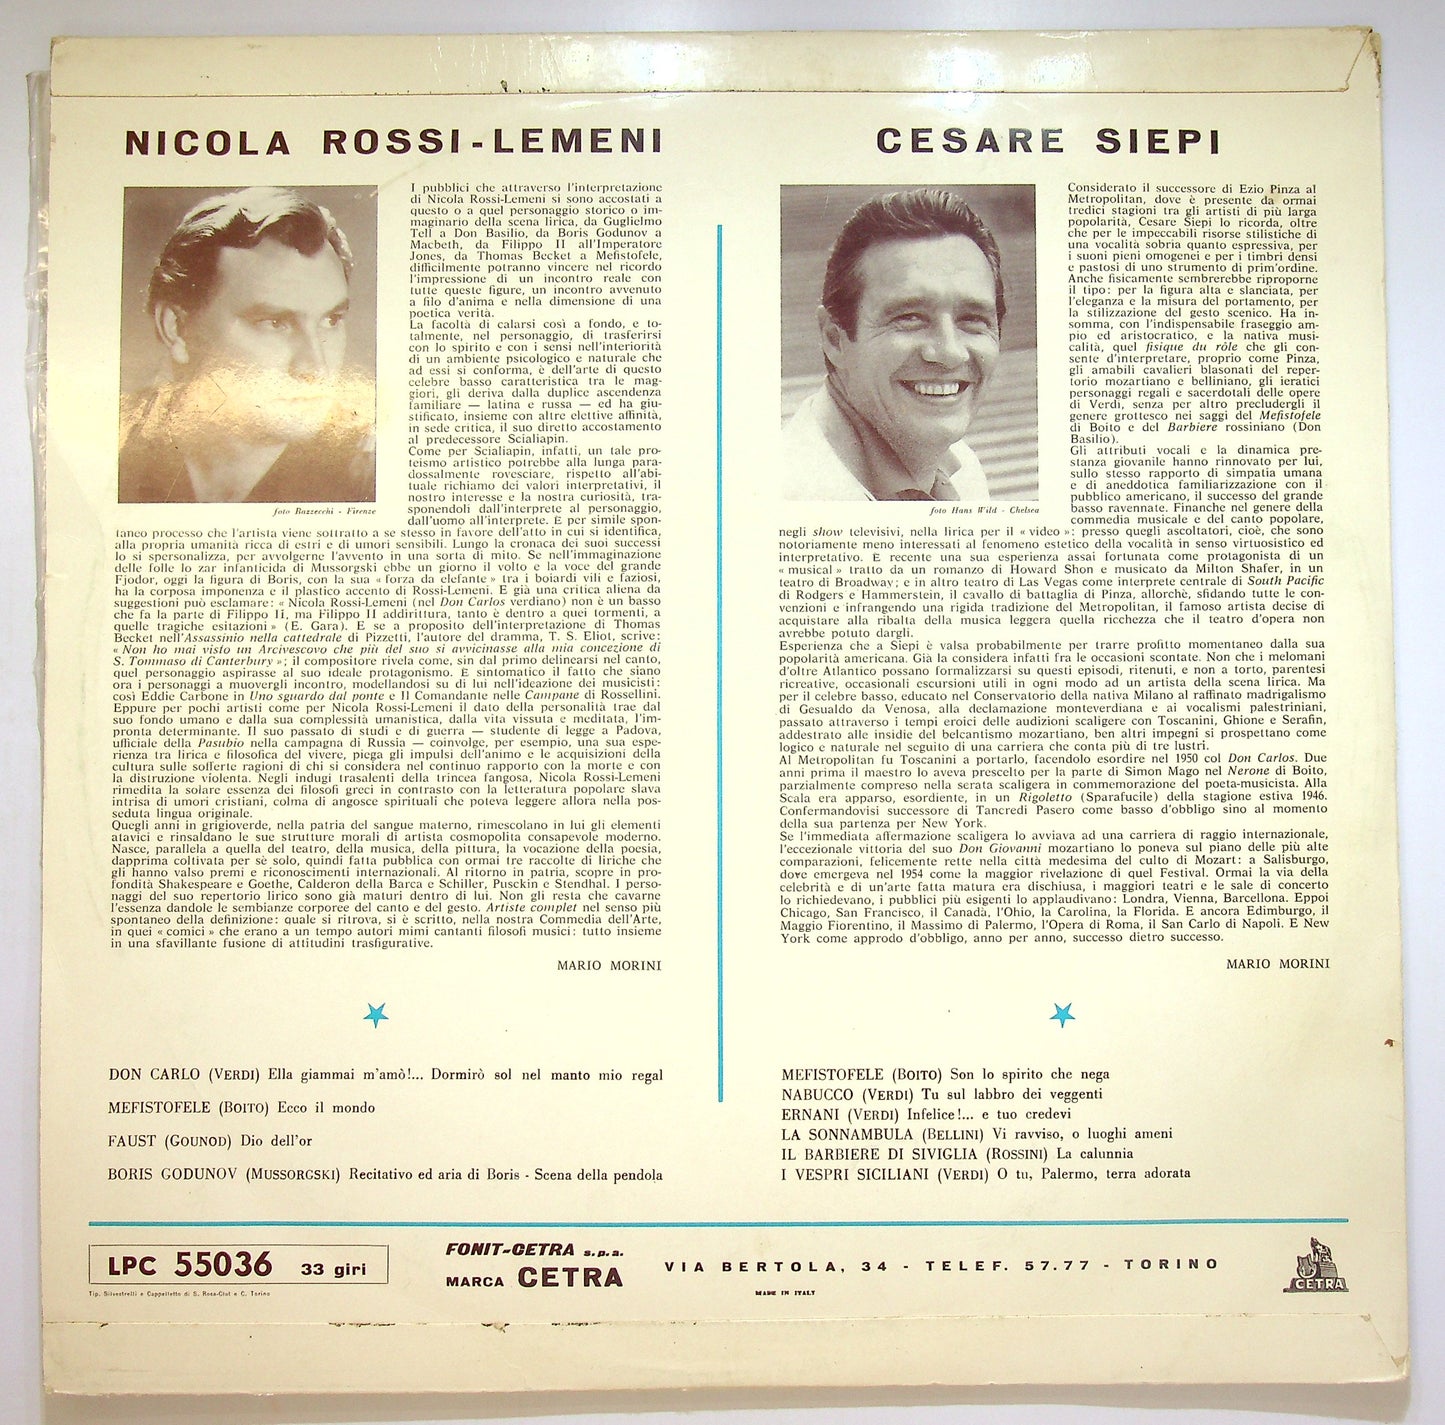 NICOLA ROSSI-LEMENI
I pubblici che attraverso l'interpretazione
di Nicola Rossi-Lemeni si sono accostati a
questo o a quel personaggio storico o im-
maginario della scena lirica, da Guglielmo
Tell a Don Basilio, da Boris Godunov a
Macbeth, da Filippo II all'Imperatore
Jones, da Thomas Becket a Mefistofele,
difficilmente potranno vincere nel ricordo
l'impressione di un incontro reale con
tutte queste figure, un incontro avvenuto
a filo d'anima e nella dimensione di una
poetica verità.
La facoltà di calarsi così a fondo, e to-
talmente, nel personaggio, di trasferirsi
con lo spirito e con i sensi nell'interiorità
di un ambiente psicologico e naturale che
ad essi si conforma, è dell'arte di questo
celebre basso caratteristica tra le mag-
giori, gli deriva dalla duplice ascendenza
familiare — latina e russa — ed ha giu-
stificato, insieme con altre elettive affinità,
in sede critica, il suo diretto accostamento
al predecessore Scialiapin.
Come per Scialiapin, infatti, un tale pro-
teismo artistico potrebbe alla lunga para-
dossalmente rovesciare, rispetto all'abi-
tuale richiamo dei valori interpretativi, il
nostro interesse e la nostra curiosità, tra-
sponendoli dall'interprete al personaggio,
dall'uomo all'interprete. E per simile spon-
foto Bazzecchi - Firenze
taneo processo che l'artista viene sottratto a se stesso in favore dell'atto in cui si identifica,
alla propria umanità ricca di estri e di umori sensibili. Lungo la cronaca dei suoi successi
lo si spersonalizza, per avvolgerne l'avvento in una sorta di mito. Se nell'immaginazione
delle folle lo zar infanticida di Mussorgski ebbe un giorno il volto e la voce del grande
Fjodor, oggi la figura di Boris, con la sua « forza da elefante » tra i boiardi vili e faziosi,
ha la corposa imponenza e il plastico accento di Rossi-Lemeni. E già una critica aliena da
suggestioni può esclamare: « Nicola Rossi-Lemeni (nel Don Carlos verdiano) non è un basso
che fa la parte di Filippo II, ma Filippo II addirittura, tanto è dentro a quei tormenti, a
quelle tragiche esitazioni » (E. Gara). E se a proposito dell'interpretazione di Thomas
Becket nell'Assassinio nella cattedrale di Pizzetti, l'autore del dramma, T. S. Eliot, scrive:
« Non ho mai visto un Arcivescovo che più del suo si avvicinasse alla mia concezione di
S. Tommaso di Canterbury »; il compositore rivela come, sin dal primo delinearsi nel canto,
quel personaggio aspirasse al suo ideale protagonismo. E sintomatico il fatto che siano
ora i personaggi a muovergli incontro, modellandosi su di lui nell'ideazione dei musicisti:
così Eddie Carbone in Uno sguardo dal ponte e Il Comandante nelle Campane di Rossellini.
Eppure per pochi artisti come per Nicola Rossi-Lemeni il dato della personalità trae dal
suo fondo umano e dalla sua complessità umanistica, dalla vita vissuta e meditata, l'im-
pronta determinante. Il suo passato di studi e di guerra — studente di legge a Padova,
ufficiale della Pasubio nella campagna di Russia — coinvolge, per esempio, una sua espe-
rienza tra lirica e filosofica del vivere, piega gli impulsi dell'animo e le acquisizioni della
cultura sulle sofferte ragioni di chi si considera nel continuo rapporto con la morte e con
la distruzione violenta. Negli indugi trasalenti della trincea fangosa, Nicola Rossi-Lemeni
rimedita la solare essenza dei filosofi greci in contrasto con la letteratura popolare slava
intrisa di umori cristiani, colma di angosce spirituali che poteva leggere allora nella pos-
seduta lingua originale.
Quegli anni in grigioverde, nella patria del sangue materno, rimescolano in lui gli elementi
atavici e rinsaldano le sue strutture morali di artista cosmopolita consapevole moderno.
Nasce, parallela a quella del teatro, della musica, della pittura, la vocazione della poesia,
dapprima coltivata per sè solo, quindi fatta pubblica con ormai tre raccolte di liriche che
gli hanno valso premi e riconoscimenti internazionali. Al ritorno in patria, scopre in pro-
fondità Shakespeare e Goethe, Calderon della Barca e Schiller, Pusckin e Stendhal. I perso-
naggi del suo repertorio lirico sono già maturi dentro di lui. Non gli resta che cavarne
l'essenza dandole le sembianze corporee del canto e del gesto. Artiste complet nel senso più
spontaneo della definizione: quale si ritrova, si è scritto, nella nostra Commedia dell'Arte,
in quei « comici » che erano a un tempo autori mimi cantanti filosofi musici: tutto insieme
in una sfavillante fusione di attitudini trasfigurative.
MARIO MORINI
DON CARLO (VERDI) Ella giammai m'amò!... Dormirò sol nel manto mio regal
MEFISTOFELE (BOITO) Ecco il mondo
FAUST (GOUNOD) Dio dell'or
BORIS GODUNOV (MUSSORGSKI) Recitativo ed aria di Boris - Scena della pendola
CESARE SIEPI
Considerato il successore di Ezio Pinza al
Metropolitan, dove è presente da ormai
tredici stagioni tra gli artisti di più larga
popolarità, Cesare Siepi lo ricorda, oltre
che per le impeccabili risorse stilistiche di
una vocalità sobria quanto espressiva, per
i suoni pieni omogenei e per i timbri densi
e pastosi di uno strumento di prim'ordine.
Anche fisicamente sembrerebbe riproporne
il tipo: per la figura alta e slanciata, per
l'eleganza e la misura del portamento, per
la stilizzazione del gesto scenico. Ha in-
somma, con l'indispensabile fraseggio am-
pio ed aristocratico, e la nativa musi-
calità, quel fisique du rôle che gli con-
sente d'interpretare, proprio come Pinza,
gli amabili cavalieri blasonati del reper-
torio mozartiano e belliniano, gli ieratici
personaggi regali e sacerdotali delle opere
di Verdi, senza per altro precludergli il
genere grottesco nei saggi del Mefistofele
di Boito e del Barbiere rossiniano (Don
Basilio).
Gli attributi vocali e la dinamica pre-
stanza giovanile hanno rinnovato per lui,
sullo stesso rapporto di simpatia umana
e di aneddotica familiarizzazione con il
pubblico americano, il successo del grande
basso ravennate. Finanche nel genere della
commedia musicale e del canto popolare,
foto Hans Wild - Chelsea
negli show televisivi, nella lirica per il « video »: presso quegli ascoltatori, cioè, che sono
notoriamente meno interessati al fenomeno estetico della vocalità in senso virtuosistico ed
interpretativo. E recente una sua esperienza assai fortunata come protagonista di un
« musical » tratto da un romanzo di Howard Shon e musicato da Milton Shafer, in un
teatro di Broadway; e in altro teatro di Las Vegas come interprete centrale di South Pacific
di Rodgers e Hammerstein, il cavallo di battaglia di Pinza, allorchè, sfidando tutte le con-
venzioni e infrangendo una rigida tradizione del Metropolitan, il famoso artista decise di
acquistare alla ribalta della musica leggera quella ricchezza che il teatro d'opera non
avrebbe potuto dargli.
Esperienza che a Siepi è valsa probabilmente per trarre profitto momentaneo dalla sua
popolarità americana. Già la considera infatti fra le occasioni scontate. Non che i melomani
d'oltre Atlantico possano formalizzarsi su questi episodi, ritenuti, e non a torto, parentesi
ricreative, occasionali escursioni utili in ogni modo ad un artista della scena lirica. Ma
per il celebre basso, educato nel Conservatorio della nativa Milano al raffinato madrigalismo
di Gesualdo da Venosa, alla declamazione monteverdiana e ai vocalismi palestriniani,
passato attraverso i tempi eroici delle audizioni scaligere con Toscanini, Ghione e Serafin,
addestrato alle insidie del belcantismo mozartiano, ben altri impegni si prospettano come
logico e naturale nel seguito di una carriera che conta più di tre lustri.
Al Metropolitan fu Toscanini a portarlo, facendolo esordire nel 1950 col Don Carlos. Due
anni prima il maestro lo aveva prescelto per la parte di Simon Mago nel Nerone di Boito,
parzialmente compreso nella serata scaligera in commemorazione del poeta-musicista. Alla
Scala era apparso, esordiente, in un Rigoletto (Sparafucile) della stagione estiva 1946.
Confermandovisi successore di Tancredi Pasero come basso d'obbligo sino al momento
della sua partenza per New York.
Se l'immediata affermazione scaligera lo avviava ad una carriera di raggio internazionale,
l'eccezionale vittoria del suo Don Giovanni mozartiano lo poneva sul piano delle più alte
comparazioni, felicemente rette nella città medesima del culto di Mozart: a Salisburgo,
dove emergeva nel 1954 come la maggior rivelazione di quel Festival. Ormai la via della
celebrità e di un'arte fatta matura era dischiusa, i maggiori teatri e le sale di concerto
lo richiedevano, i pubblici più esigenti lo applaudivano: Londra, Vienna, Barcellona. Eppoi
Chicago, San Francisco, il Canadà, l'Ohio, la Carolina, la Florida. E ancora Edimburgo, il
Maggio Fiorentino, il Massimo di Palermo, l'Opera di Roma, il San Carlo di Napoli. E New
York come approdo d'obbligo, anno per anno, successo dietro successo.
MARIO MORINI
MEFISTOFELE (BOITO) Son lo spirito che nega
NABUCCO (VERDI) Tu sul labbro dei veggenti
ERNANI (VERDI) Infelice!... e tuo credevi
LA SONNAMBULA (BELLINI) Vi ravviso, o luoghi ameni
IL BARBIERE DI SIVIGLIA (ROSSINI) La calunnia
I VESPRI SICILIANI (VERDI) O tu, Palermo, terra adorata
LPC 55036 33 giri
Tip. Silvestrelli e Cappelletto di S. Rosa-Clot e C. Torino
FONIT-CETRA s.p.a.
MARCA CETRA
VIA BERTOLA, 34 - TELEF. 57.77 - TORINO
MADE IN ITALY
CETRA